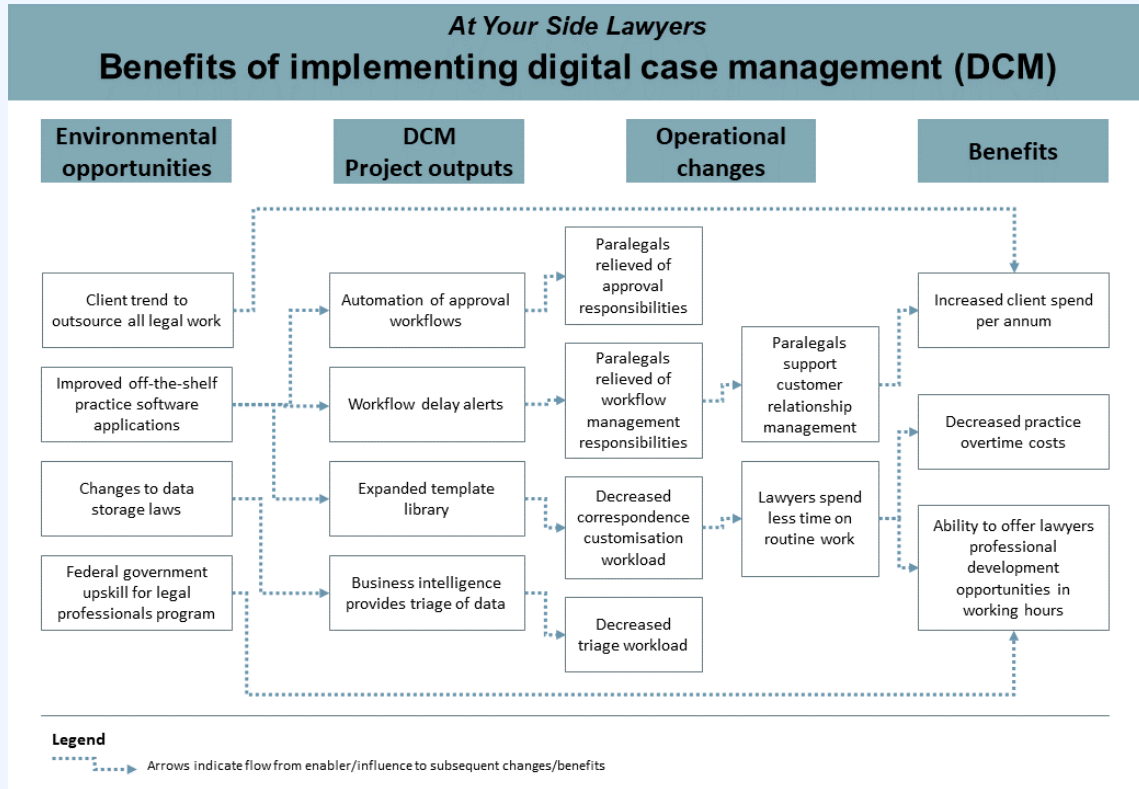 At Your Side Lawyers
Benefits of implementing digital case management (DCM)
Environmental
opportunities
DCM
Project outputs
Operational
changes
Benefits
Client trend to
outsource all legal work
Improved off-the-shelf
practice software
applications
Changes to data
storage laws
Federal government
upskill for legal
professionals program
Automation of approval
workflows
Workflow delay alerts
Expanded template
library
Business intelligence
provides triage of data
Paralegals
relieved of
approval
responsibilities
Paralegals
relieved of
workflow
management
responsibilities
Decreased
correspondence
customisation
workload
Decreased
triage workload
Paralegals
support
customer
relationship
management
Lawyers spend
less time on
routine work
Increased client spend
per annum
Decreased practice
overtime costs
Ability to offer lawyers
professional
development
opportunities in
working hours
Legend
Arrows indicate flow from enabler/influence to subsequent changes/benefits